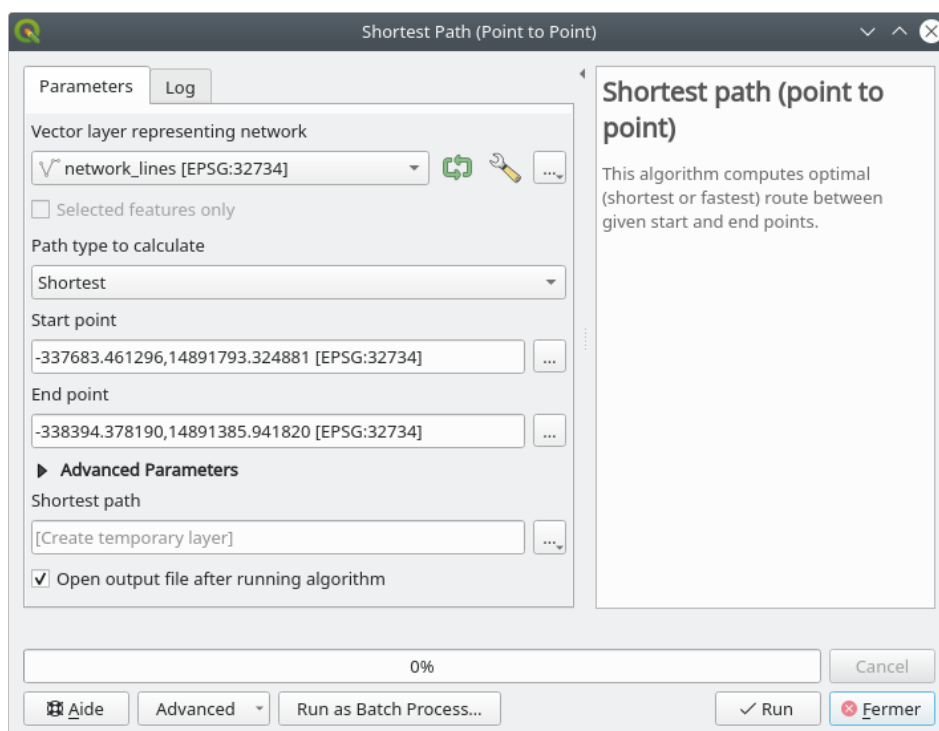 Shortest Path (Point to Point)
Parameters
Log
Vector layer representing network
network_lines [EPSG:32734]
...
Selected features only
Path type to calculate
Shortest
Start point
-337683.461296,14891793.324881 [EPSG:32734]
...
End point
-338394.378190,14891385.941820 [EPSG:32734]
...
Advanced Parameters
Shortest path
[Create temporary layer]
...
Open output file after running algorithm
Shortest path (point to
point)
This algorithm computes optimal
(shortest or fastest) route between
given start and end points.
0%
Cancel
Aide
Advanced
Run as Batch Process...
Run
Fermer